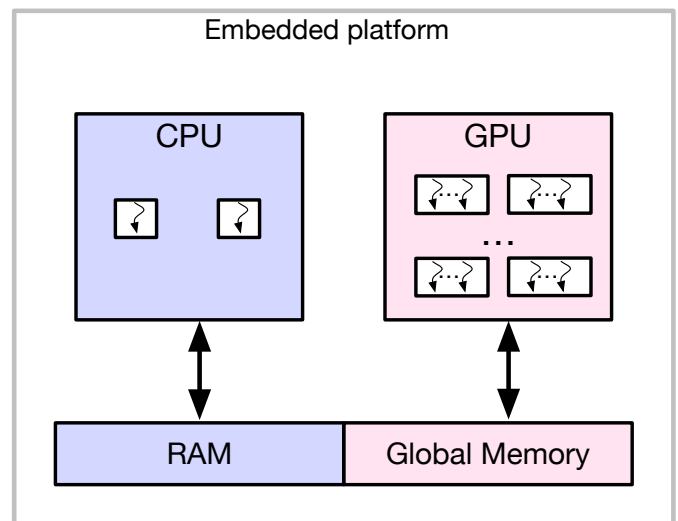 Embedded platform
CPU
GPU
... ...
...
... ...
RAM
Global Memory